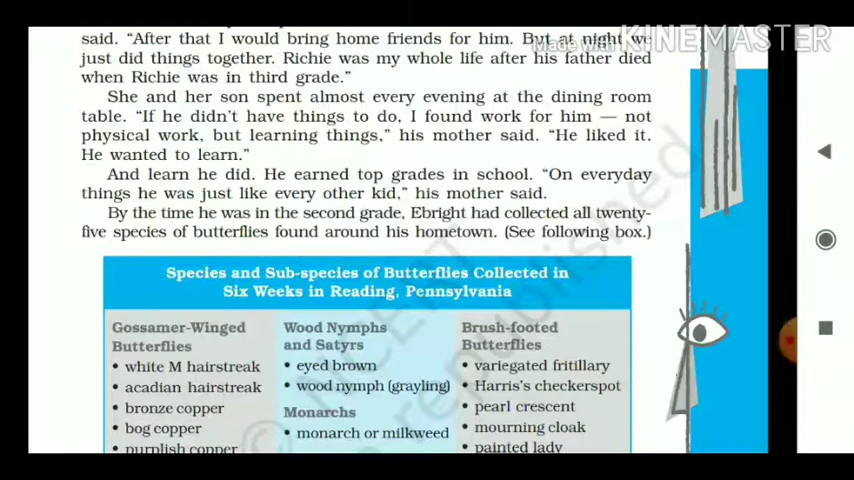 said. “After that I would bring home friends for him. But at night we
Made with KINEMASTER
just did things together. Richie was my whole life after his father died
when Richie was in third grade.”
She and her son spent almost every evening at the dining room
table. “If he didn’t have things to do, I found work for him — not
physical work, but learning things,” his mother said. “He liked it.
He wanted to learn.”
And learn he did. He earned top grades in school. “On everyday
things he was just like every other kid,” his mother said.
By the time he was in the second grade, Ebright had collected all twenty-
five species of butterflies found around his hometown. (See following box.)
Species and Sub-species of Butterflies Collected in
Six Weeks in Reading, Pennsylvania
Gossamer-Winged
Butterflies
• white M hairstreak
• acadian hairstreak
• bronze copper
• bog copper
• purplish copper
Wood Nymphs
and Satyrs
• eyed brown
• wood nymph (grayling)
Monarchs
• monarch or milkweed
Brush-footed
Butterflies
• variegated fritillary
• Harris’s checkerspot
• pearl crescent
• mourning cloak
• painted lady
© NCERT
republished